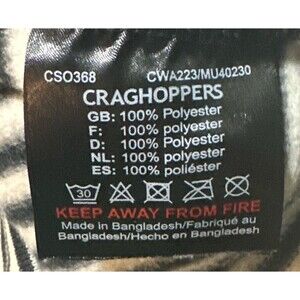 CSO368 CWA223/MU40230
CRAGHOPPERS
GB: 100% Polyester
F: 100% Polyester
D: 100% Polyester
NL: 100% Polyester
ES: 100% poliéster
30
KEEP AWAY FROM FIRE
Made in Bangladesh/Fabriqué au
Bangladesh/Hecho en Bangladesh